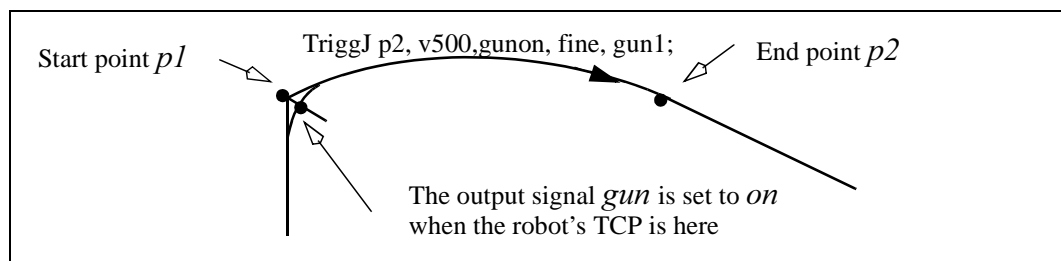 TriggJ p2, v500,gunon, fine, gun1;
Start point p1
End point p2
The output signal gun is set to on
when the robot's TCP is here